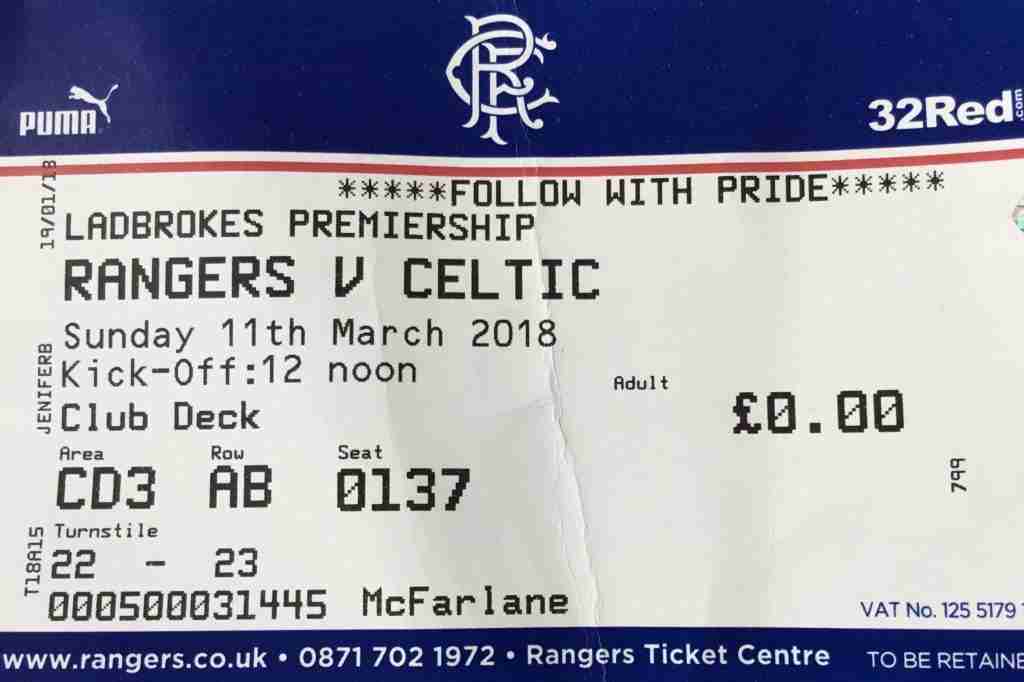 PUMA
32Red.com
*****FOLLOW WITH PRIDE*****
LADBROKES PREMIERSHIP
RANGERS V CELTIC
Sunday 11th March 2018
Kick-Off:12 noon
Adult
£0.00
Club Deck
Area Row Seat
CD3 AB 0137
Turnstile
22 - 23
000500031445 McFarlane
19/01/18
JENIFERB
T18A15
799
VAT No. 125 5179
www.rangers.co.uk • 0871 702 1972 • Rangers Ticket Centre
TO BE RETAINE